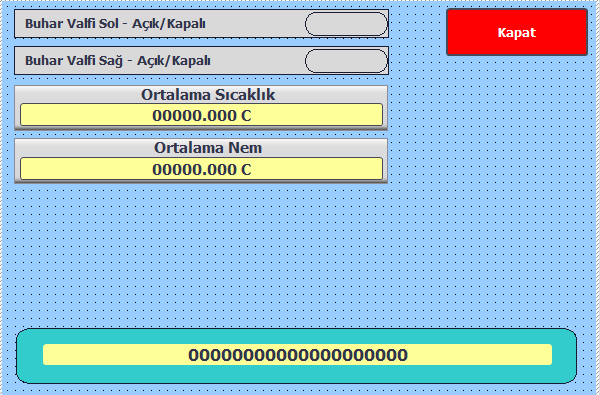 Buhar Valfi Sol - Açık/Kapalı
Kapat
Buhar Valfi Sağ - Açık/Kapalı
Ortalama Sıcaklık
00000.000 C
Ortalama Nem
00000.000 C
00000000000000000000